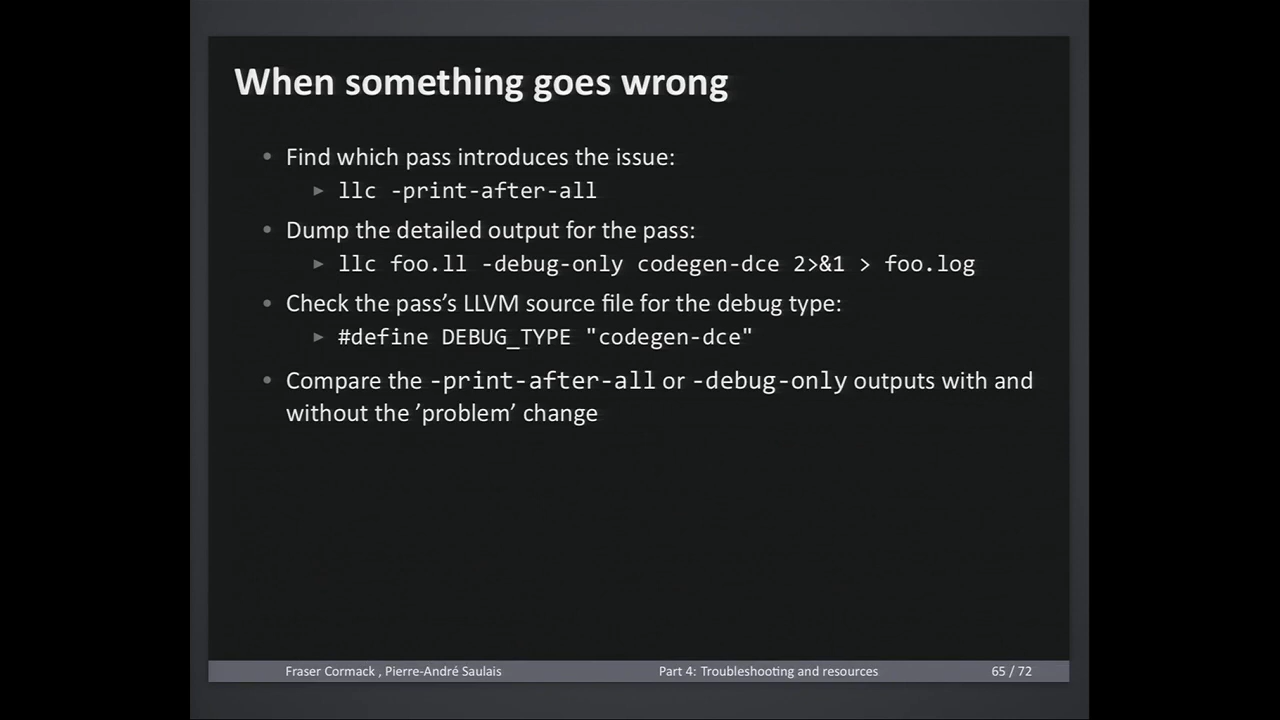 When something goes wrong
• Find which pass introduces the issue:
▶ llc -print-after-all
• Dump the detailed output for the pass:
▶ llc foo.ll -debug-only codegen-dce 2>&1 > foo.log
• Check the pass’s LLVM source file for the debug type:
▶ #define DEBUG_TYPE "codegen-dce"
• Compare the -print-after-all or -debug-only outputs with and
without the ’problem’ change
Fraser Cormack , Pierre-André Saulais Part 4: Troubleshooting and resources 65 / 72